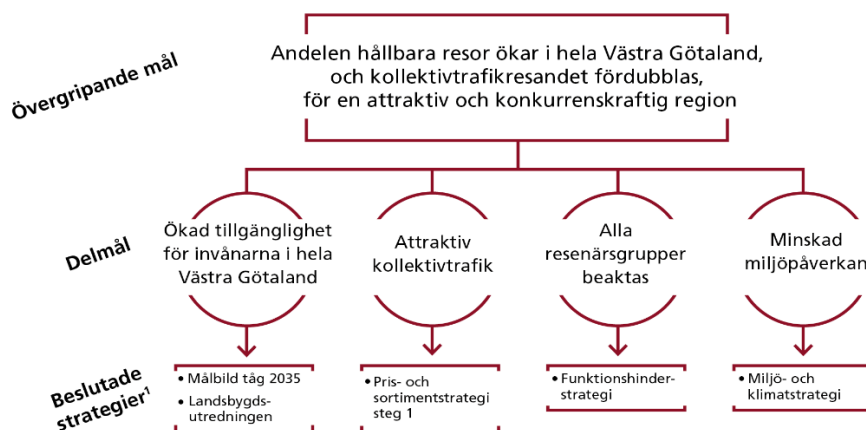 Övergripande mål
Andelen hållbara resor ökar i hela Västra Götaland,
och kollektivtrafikresandet fördubblas,
för en attraktiv och konkurrenskraftig region
Delmål
Ökad tillgänglighet
för invånarna i hela
Västra Götaland
Attraktiv
kollektivtrafik
Alla
resenärsgrupper
beaktas
Minskad
miljöpåverkan
Beslutade
strategier¹
• Målbild tåg 2035
• Landsbygds-
utredningen
• Pris- och
sortimentstrategi
steg 1
• Funktionshinder-
strategi
• Miljö- och
klimatstrategi